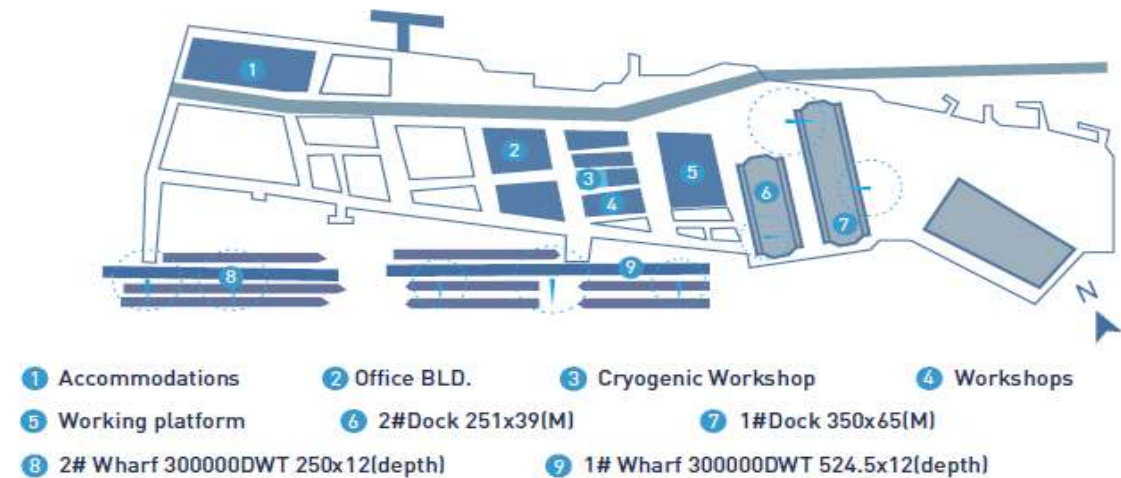 1
2
3
4
5
6
7
8
9
N
1 Accommodations 2 Office BLD. 3 Cryogenic Workshop 4 Workshops
5 Working platform 6 2#Dock 251x39(M) 7 1#Dock 350x65(M)
8 2# Wharf 300000DWT 250x12(depth) 9 1# Wharf 300000DWT 524.5x12(depth)